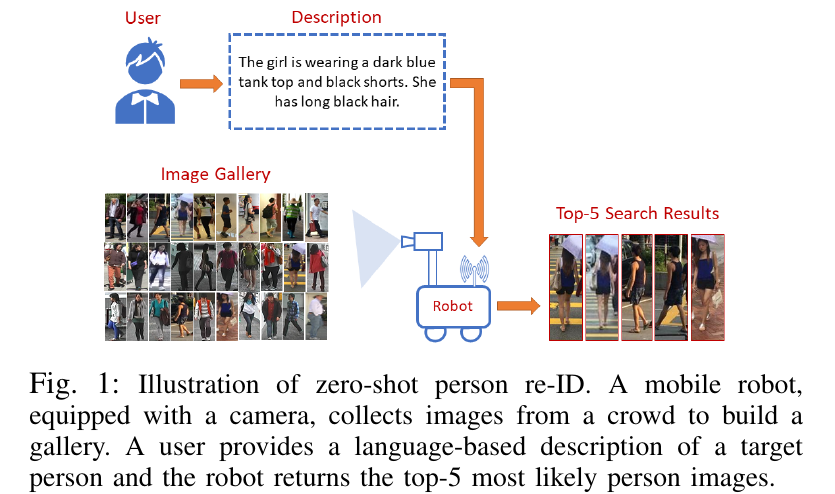 User
Description
The girl is wearing a dark blue
tank top and black shorts. She
has long black hair.
Image Gallery
Top-5 Search Results
Robot
Fig. 1: Illustration of zero-shot person re-ID. A mobile robot,
equipped with a camera, collects images from a crowd to build a
gallery. A user provides a language-based description of a target
person and the robot returns the top-5 most likely person images.